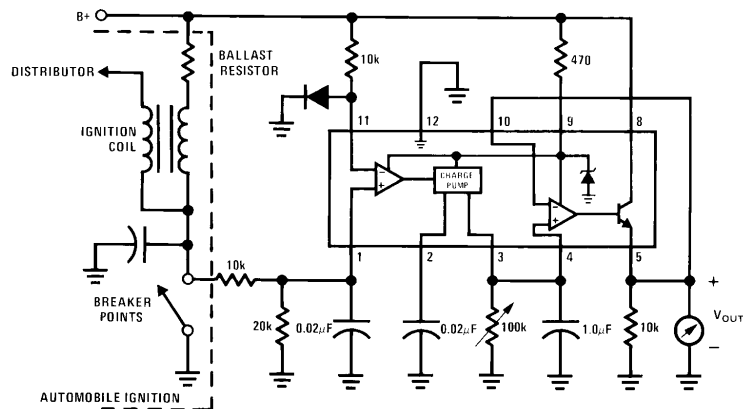 B+
BALLAST
RESISTOR
DISTRIBUTOR
IGNITION
COIL
10k
470
11
12
10
9
8
CHARGE
PUMP
−
+
−
+
1
2
3
4
5
10k
BREAKER
POINTS
20k
0.02μF
0.02μF
100k
1.0μF
10k
+
VOUT
−
AUTOMOBILE IGNITION